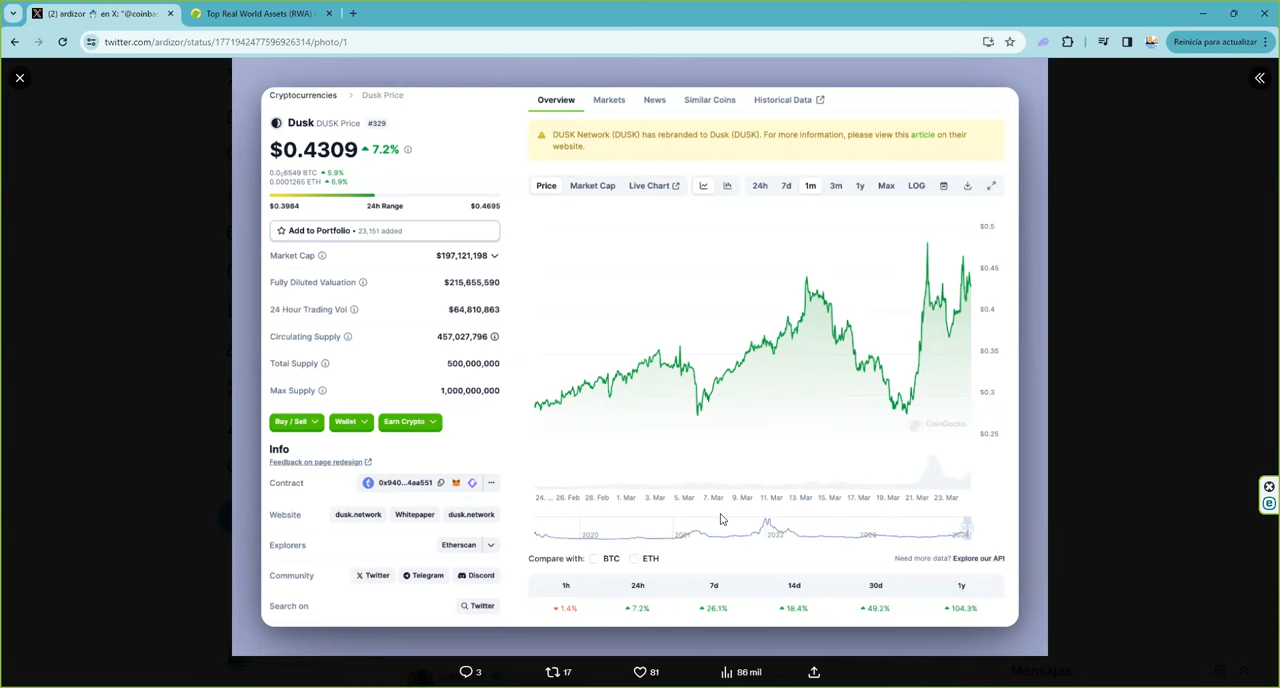 (2) ardizor en X: "@coinba
Top Real World Assets (RWA)
twitter.com/ardizor/status/1771942477596926314/photo/1
Reinicia para actualizar
Cryptocurrencies > Dusk Price
Dusk DUSK Price #329
$0.4309 7.2%
0.0₅6549 BTC 5.9%
0.0001265 ETH 6.9%
$0.3984 24h Range $0.4695
Add to Portfolio • 23,151 added
Market Cap $197,121,198
Fully Diluted Valuation $215,655,590
24 Hour Trading Vol $64,810,863
Circulating Supply 457,027,796
Total Supply 500,000,000
Max Supply 1,000,000,000
Buy / Sell Wallet Earn Crypto
Info
Feedback on page redesign
Contract 0x940...4aa551
Website dusk.network Whitepaper dusk.network
Explorers Etherscan
Community Twitter Telegram Discord
Search on Twitter
Overview Markets News Similar Coins Historical Data
DUSK Network (DUSK) has rebranded to Dusk (DUSK). For more information, please view this article on their
website.
Price Market Cap Live Chart 24h 7d 1m 3m 1y Max LOG
$0.5
$0.45
$0.4
$0.35
$0.3
CoinGecko
$0.25
24. ... 26. Feb 28. Feb 1. Mar 3. Mar 5. Mar 7. Mar 9. Mar 11. Mar 13. Mar 15. Mar 17. Mar 19. Mar 21. Mar 23. Mar
2020 2022
Compare with: BTC ETH Need more data? Explore our API
1h 24h 7d 14d 30d 1y
1.4% 7.2% 26.1% 18.4% 49.2% 104.3%
3 17 81 86 mil
Mensajes